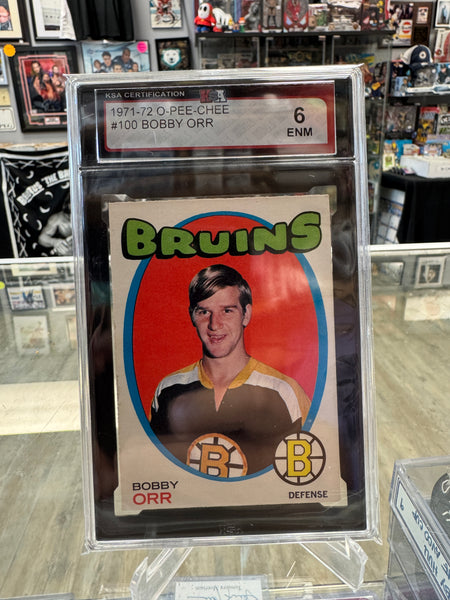 KSA CERTIFICATION
1971-72 O-PEE-CHEE
#100 BOBBY ORR
6
ENM
BRUINS
B
B
BOBBY
ORR
DEFENSE